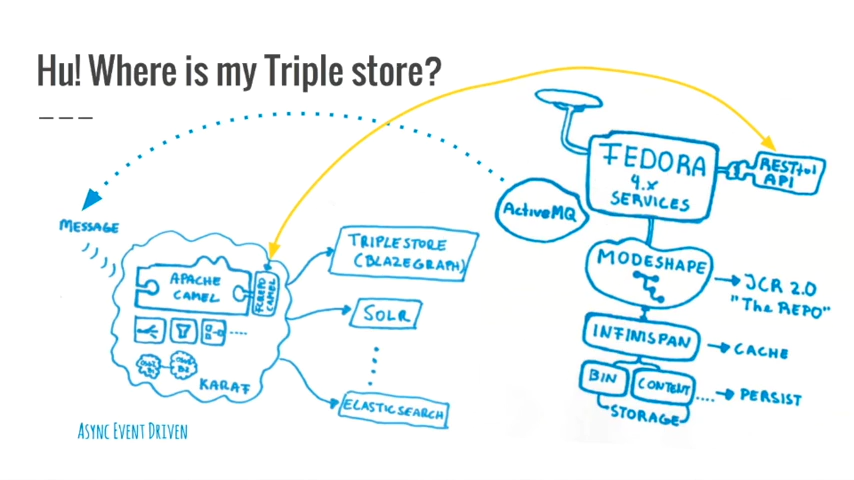 Hu! Where is my Triple store?
MESSAGE
APACHE
CAMEL
FCREPO
CAMEL
KARAF
ASYNC EVENT DRIVEN
TRIPLESTORE
(BLAZEGRAPH)
SOLR
ELASTICSEARCH
ActiveMQ
FEDORA
4.x
SERVICES
RESTful
API
MODESHAPE
JCR 2.0
"The REPO"
INFINISPAN
CACHE
BIN
CONTENT
....
PERSIST
STORAGE